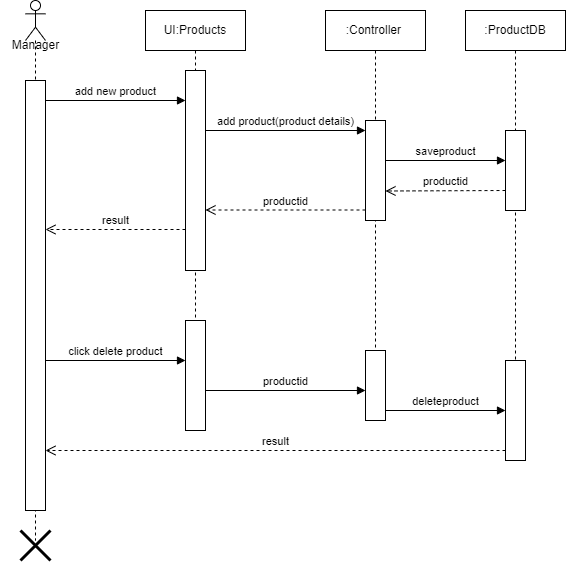 Manager
UI:Products
:Controller
:ProductDB
add new product
add product(product details)
saveproduct
productid
productid
result
click delete product
productid
deleteproduct
result